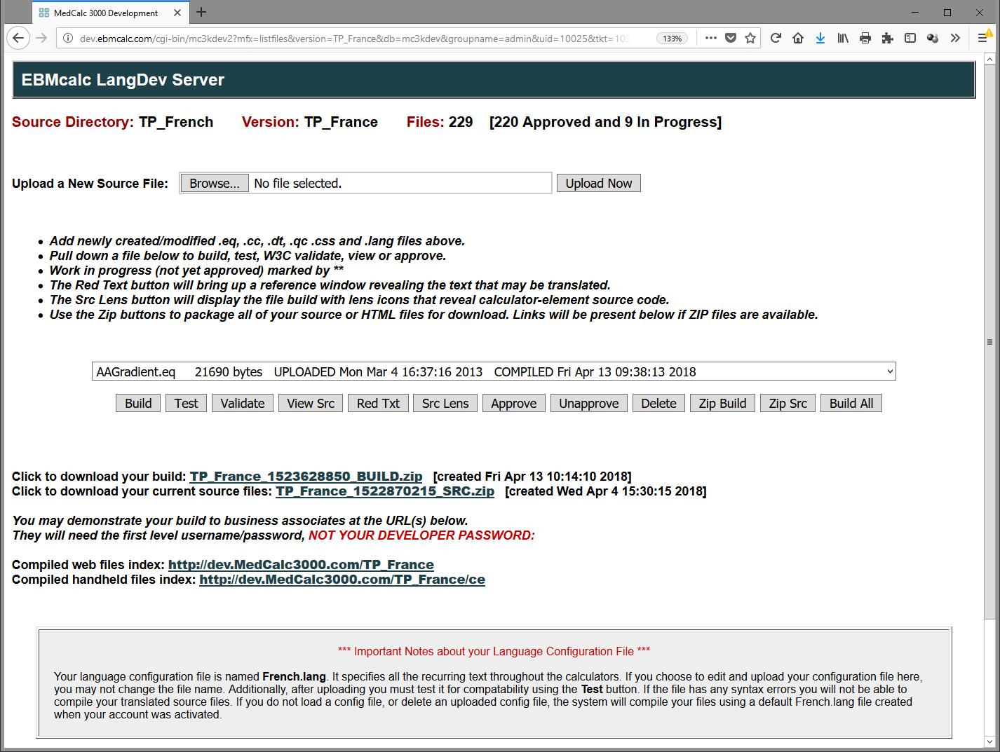 MedCalc 3000 Development
dev.ebmcalc.com/cgi-bin/mc3kdev2?mfx=listfiles&version=TP_France&db=mc3kdev&groupname=admin&uid=10025&tkt=103
133%
EBMcalc LangDev Server
Source Directory: TP_French Version: TP_France Files: 229 [220 Approved and 9 In Progress]
Upload a New Source File: Browse... No file selected. Upload Now
• Add newly created/modified .eq, .cc, .dt, .qc .css and .lang files above.
• Pull down a file below to build, test, W3C validate, view or approve.
• Work in progress (not yet approved) marked by **
• The Red Text button will bring up a reference window revealing the text that may be translated.
• The Src Lens button will display the file build with lens icons that reveal calculator-element source code.
• Use the Zip buttons to package all of your source or HTML files for download. Links will be present below if ZIP files are available.
AAGradient.eq 21690 bytes UPLOADED Mon Mar 4 16:37:16 2013 COMPILED Fri Apr 13 09:38:13 2018
Build Test Validate View Src Red Txt Src Lens Approve Unapprove Delete Zip Build Zip Src Build All
Click to download your build: TP_France_1523628850_BUILD.zip [created Fri Apr 13 10:14:10 2018]
Click to download your current source files: TP_France_1522870215_SRC.zip [created Wed Apr 4 15:30:15 2018]
You may demonstrate your build to business associates at the URL(s) below.
They will need the first level username/password, NOT YOUR DEVELOPER PASSWORD:
Compiled web files index: http://dev.MedCalc3000.com/TP_France
Compiled handheld files index: http://dev.MedCalc3000.com/TP_France/ce
*** Important Notes about your Language Configuration File ***
Your language configuration file is named French.lang. It specifies all the recurring text throughout the calculators. If you choose to edit and upload your configuration file here,
you may not change the file name. Additionally, after uploading you must test it for compatability using the Test button. If the file has any syntax errors you will not be able to
compile your translated source files. If you do not load a config file, or delete an uploaded config file, the system will compile your files using a default French.lang file created
when your account was activated.